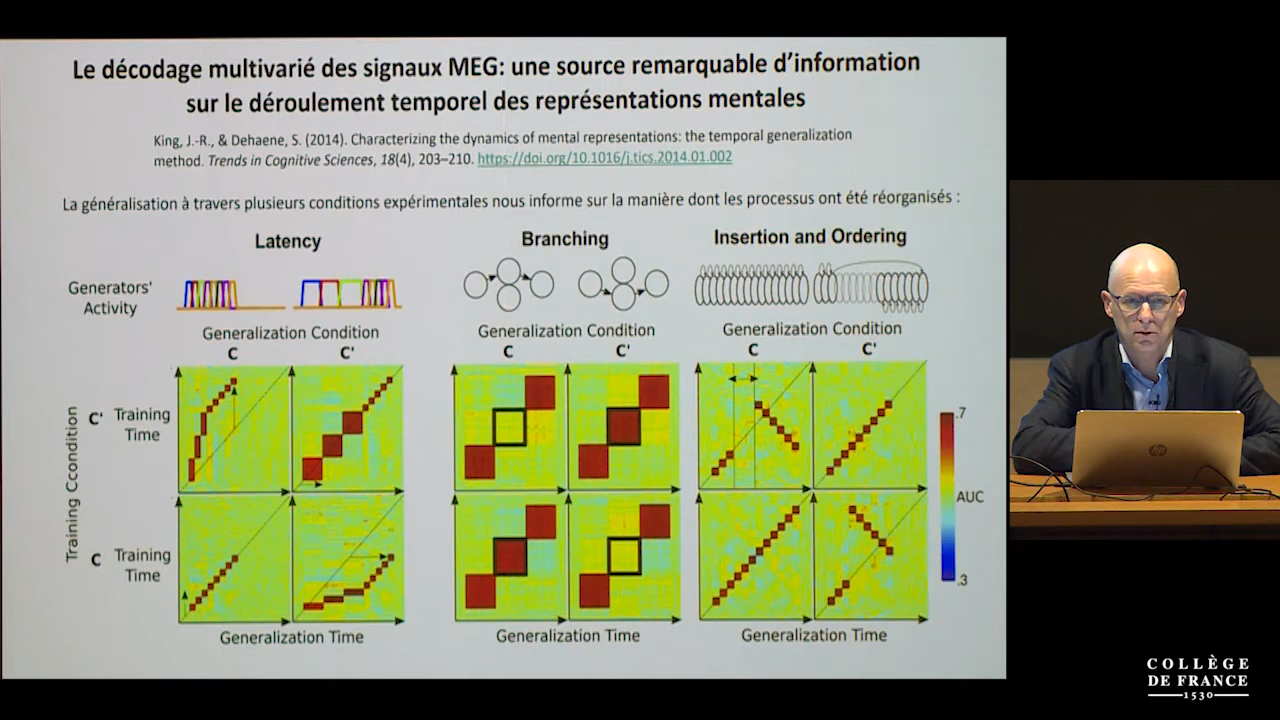 Le décodage multivarié des signaux MEG: une source remarquable d'information
sur le déroulement temporel des représentations mentales
King, J.-R., & Dehaene, S. (2014). Characterizing the dynamics of mental representations: the temporal generalization
method. Trends in Cognitive Sciences, 18(4), 203–210. https://doi.org/10.1016/j.tics.2014.01.002
La généralisation à travers plusieurs conditions expérimentales nous informe sur la manière dont les processus ont été réorganisés :
Latency
Branching
Insertion and Ordering
Generators'
Activity
Generalization Condition
C
C'
Generalization Condition
C
C'
Generalization Condition
C
C'
Training Ccondition
C' Training
Time
C Training
Time
Generalization Time
Generalization Time
Generalization Time
.7
AUC
.3
hp
COLLÈGE
DE FRANCE
1530